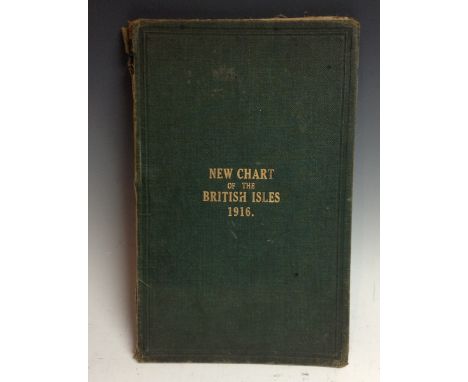 NEW CHART
OF THE
BRITISH ISLES
1916.